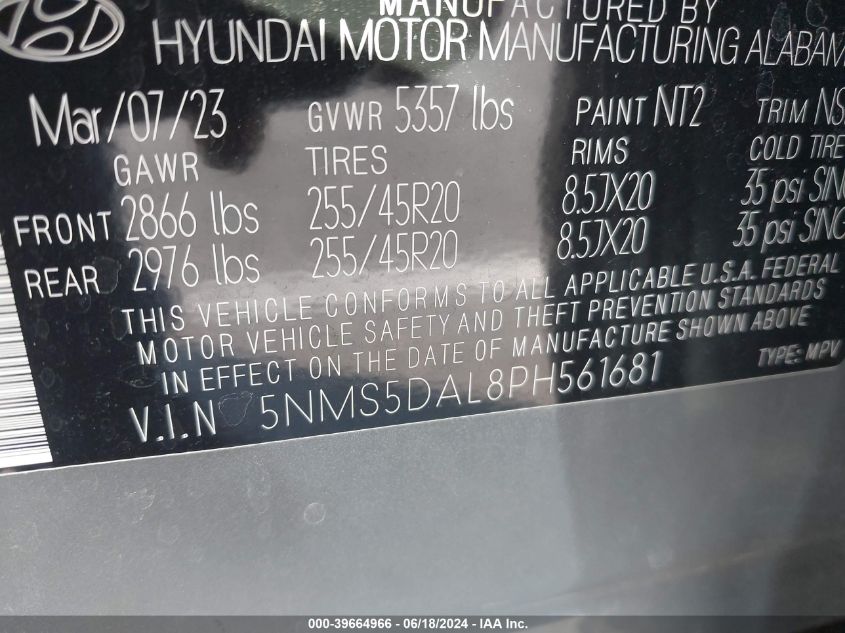 MANUFACTURED BY
HYUNDAI MOTOR MANUFACTURING ALABAM
Mar/07/23 GVWR 5357 lbs PAINT NT2 TRIM NS
GAWR TIRES RIMS COLD TIRE
FRONT 2866 lbs 255/45R20 8.5JX20 35 psi SING
REAR 2976 lbs 255/45R20 8.5JX20 35 psi SING
THIS VEHICLE CONFORMS TO ALL APPLICABLE U.S.A. FEDERAL
MOTOR VEHICLE SAFETY AND THEFT PREVENTION STANDARDS
IN EFFECT ON THE DATE OF MANUFACTURE SHOWN ABOVE
V.I.N 5NMS5DAL8PH561681 TYPE: MPV
000-39664966 - 06/18/2024 - IAA Inc.